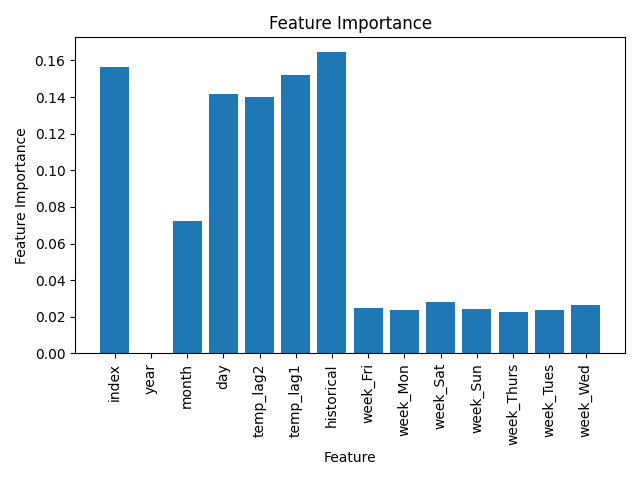 Feature Importance
Feature Importance
0.16
0.14
0.12
0.10
0.08
0.06
0.04
0.02
0.00
index
year
month
day
temp_lag2
temp_lag1
historical
week_Fri
week_Mon
week_Sat
week_Sun
week_Thurs
week_Tues
week_Wed
Feature